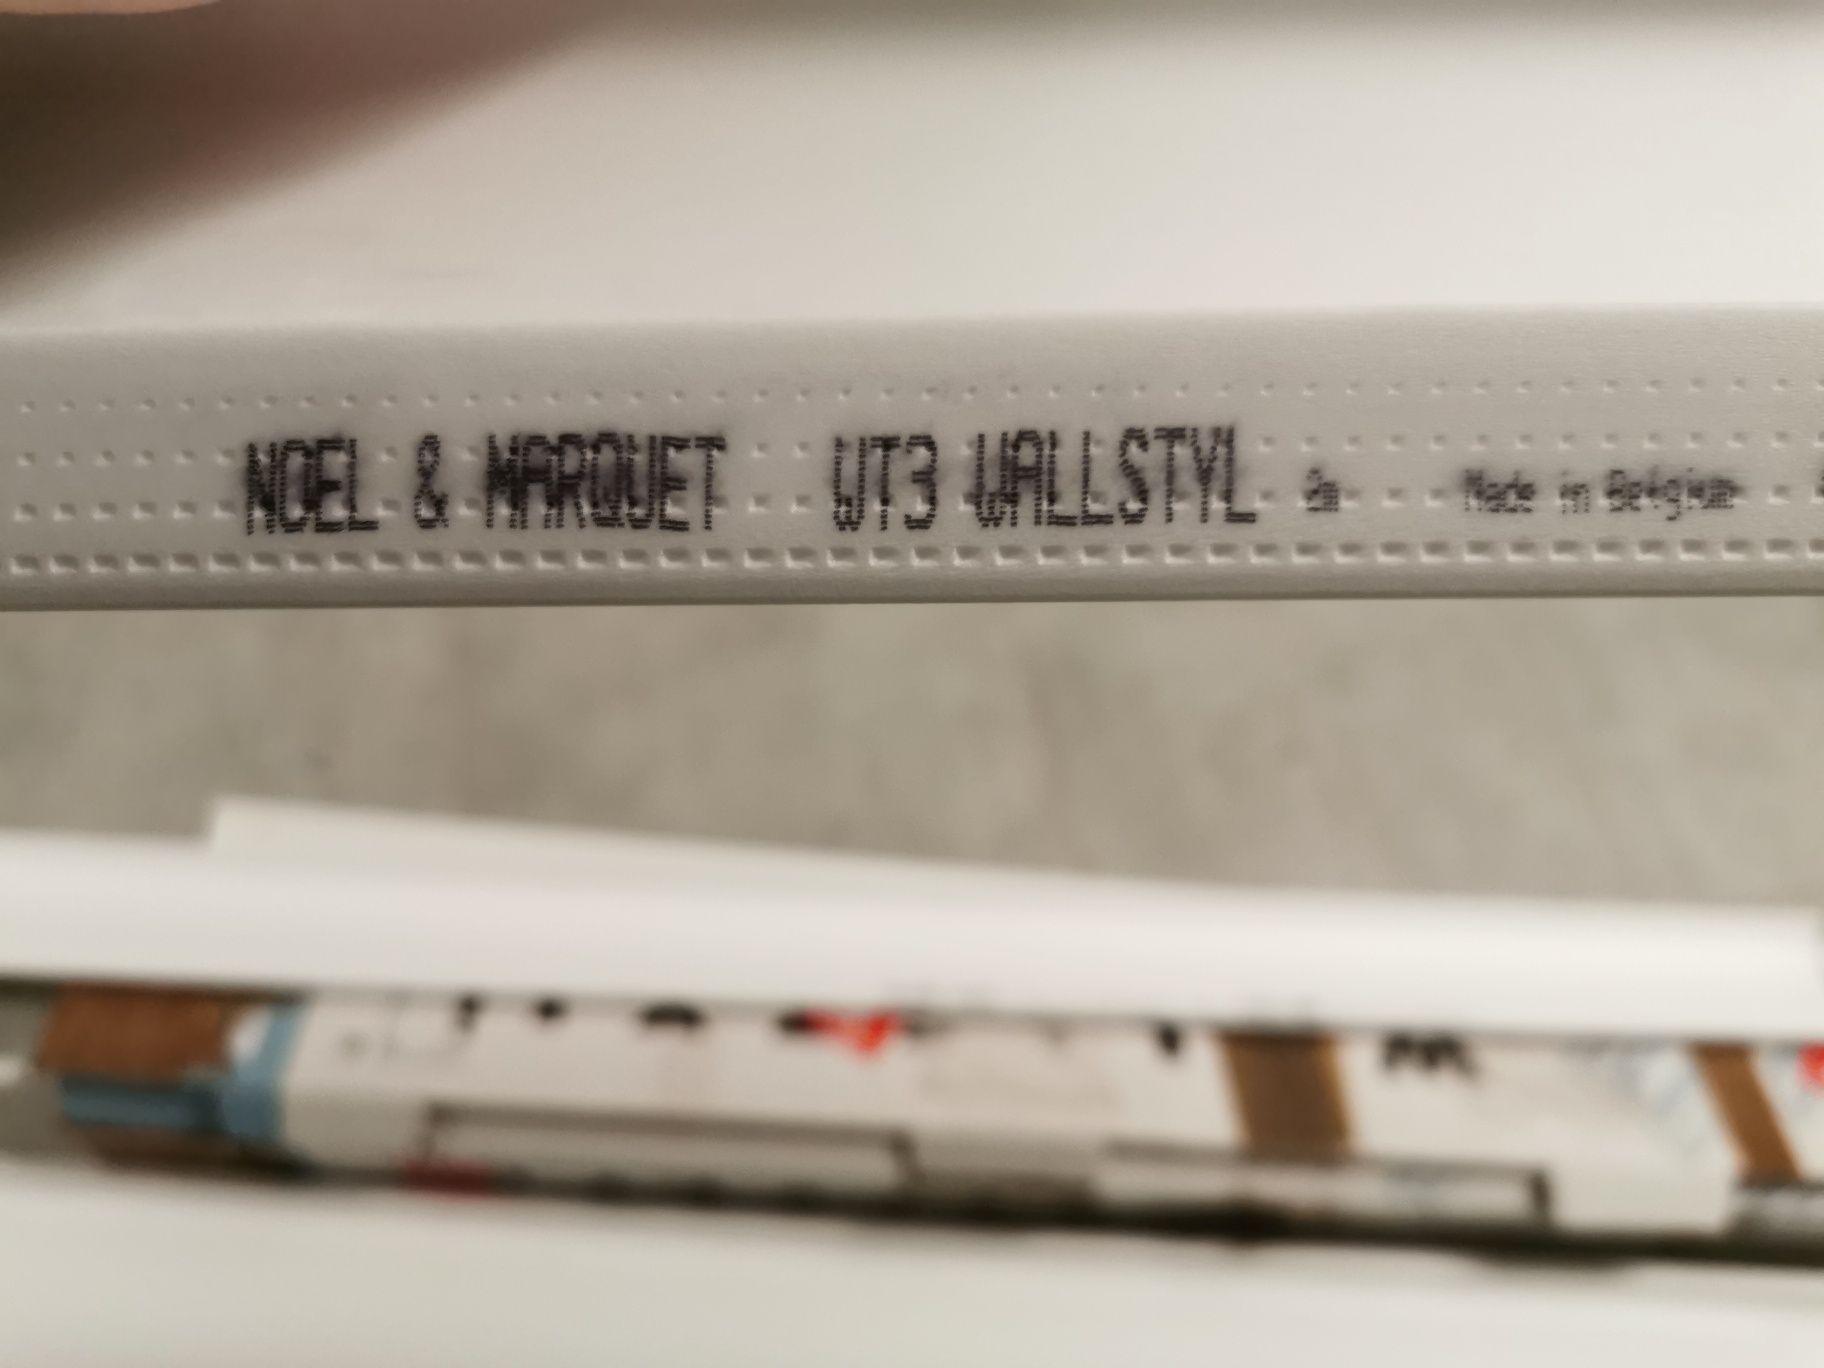 NOEL & MARQUET WT3 WALLSTYL 2m Made in Belgium